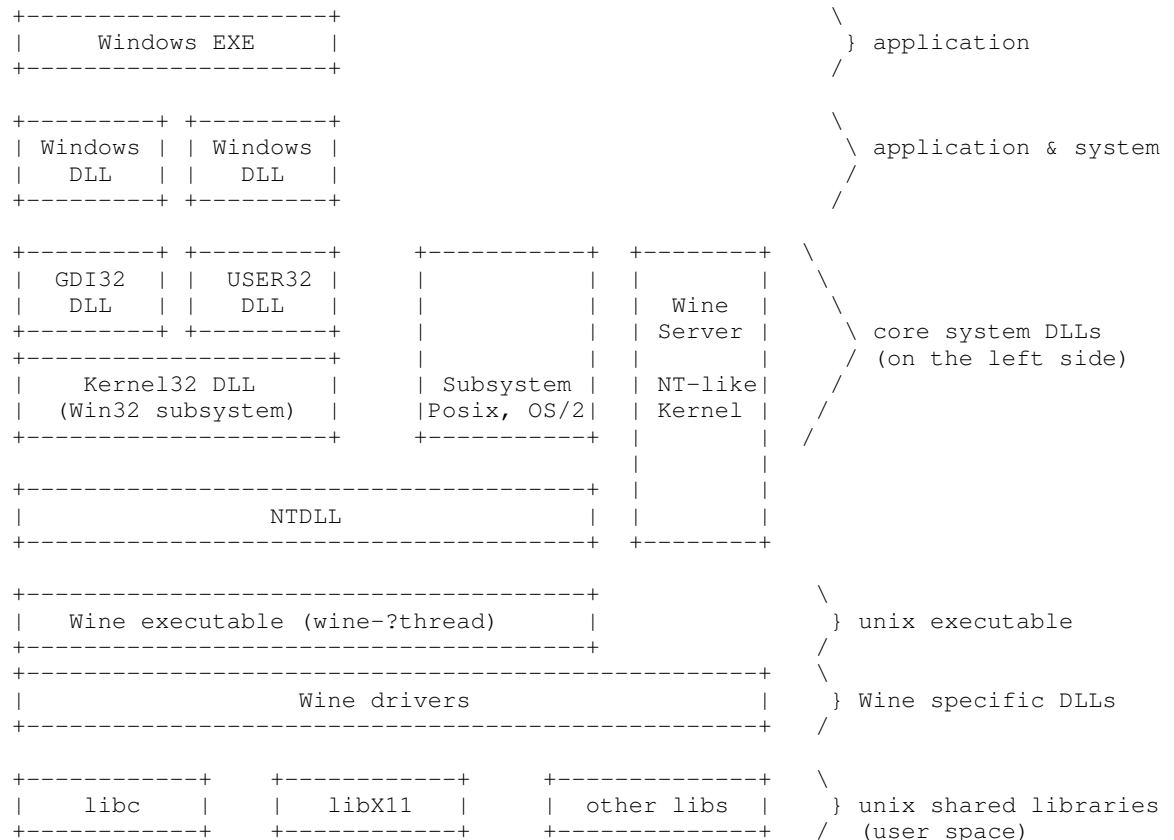 Windows EXE } application
Windows Windows application & system
DLL DLL
GDI32 USER32
DLL DLL Wine
Server core system DLLs
(on the left side)
Kernel32 DLL Subsystem NT-like
(Win32 subsystem) Posix, OS/2 Kernel
NTDLL
Wine executable (wine-?thread) } unix executable
Wine drivers } Wine specific DLLs
libc libX11 other libs } unix shared libraries
(user space)